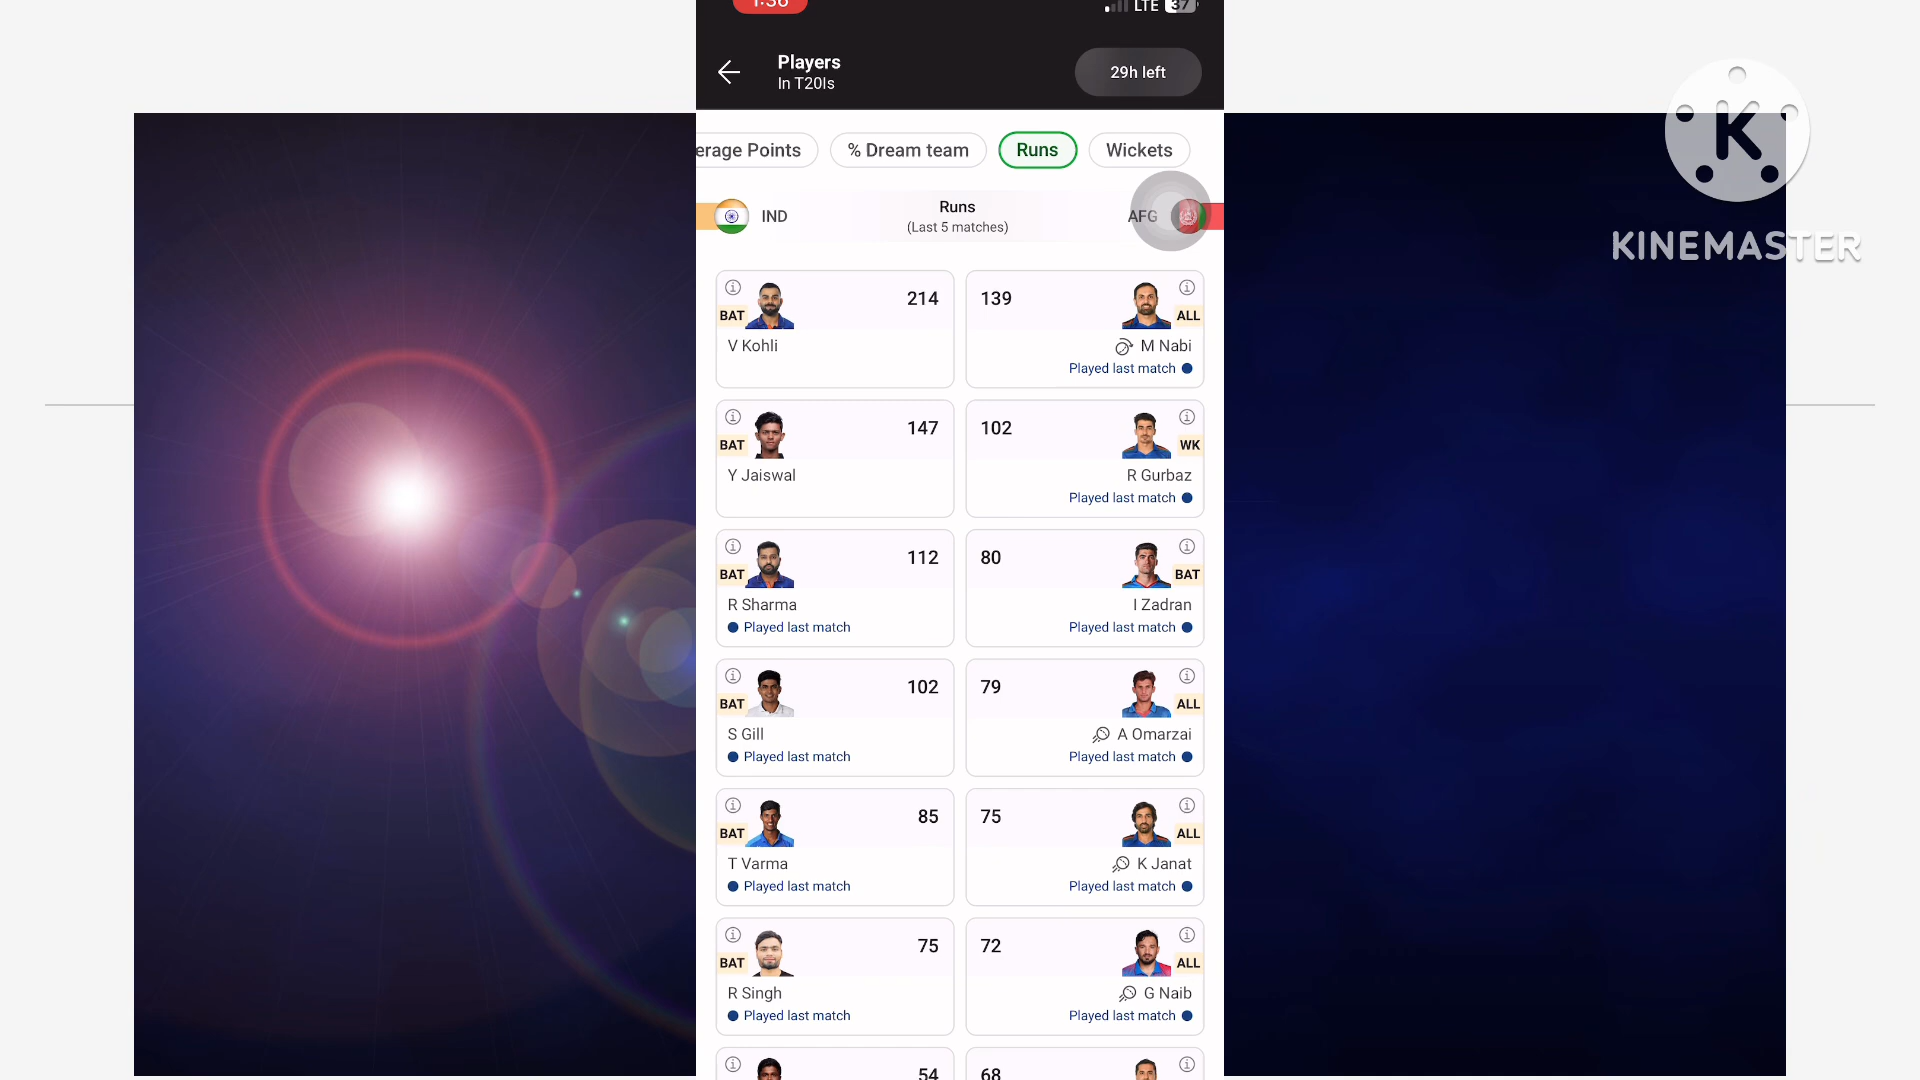 1:36
LTE 37
Players
In T20Is
29h left
erage Points
% Dream team
Runs
Wickets
KINEMASTER
IND
Runs
(Last 5 matches)
AFG
BAT
214
V Kohli
139
ALL
M Nabi
Played last match
BAT
147
Y Jaiswal
102
WK
R Gurbaz
Played last match
BAT
112
R Sharma
Played last match
80
BAT
I Zadran
Played last match
BAT
102
S Gill
Played last match
79
ALL
A Omarzai
Played last match
BAT
85
T Varma
Played last match
75
ALL
K Janat
Played last match
BAT
75
R Singh
Played last match
72
ALL
G Naib
Played last match
54
68